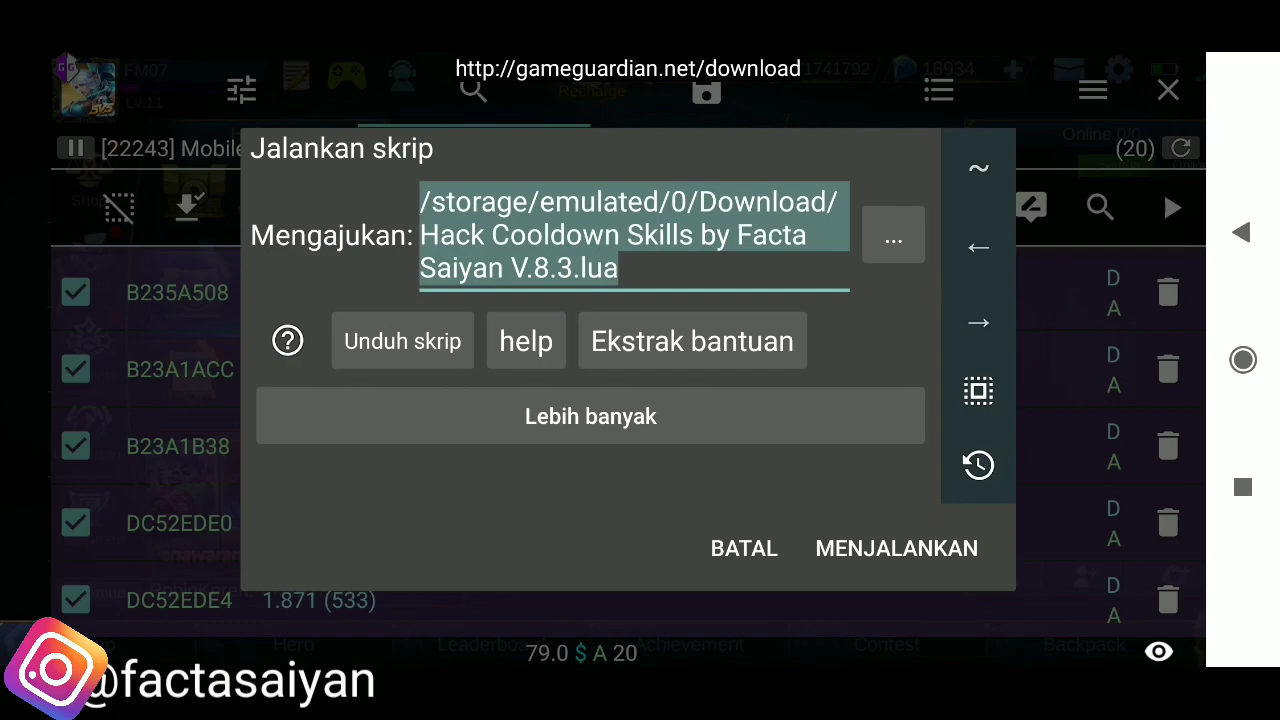 http://gameguardian.net/download
FM07
Lv.11
1741792
18934
Recharge
Online 0/0
[22243] Mobile
(20)
Jalankan skrip
Shop
Mengajukan:
/storage/emulated/0/Download/
Hack Cooldown Skills by Facta
Saiyan V.8.3.lua
...
~
←
→
B235A508
D
A
Unduh skrip
help
Ekstrak bantuan
B23A1ACC
D
A
Lebih banyak
B23A1B38
D
A
DC52EDE0
D
A
BATAL
MENJALANKAN
DC52EDE4
1.871 (533)
D
A
Hero
Leaderboard
Achievement
Contest
Backpack
79.0 $ A 20
@factasaiyan